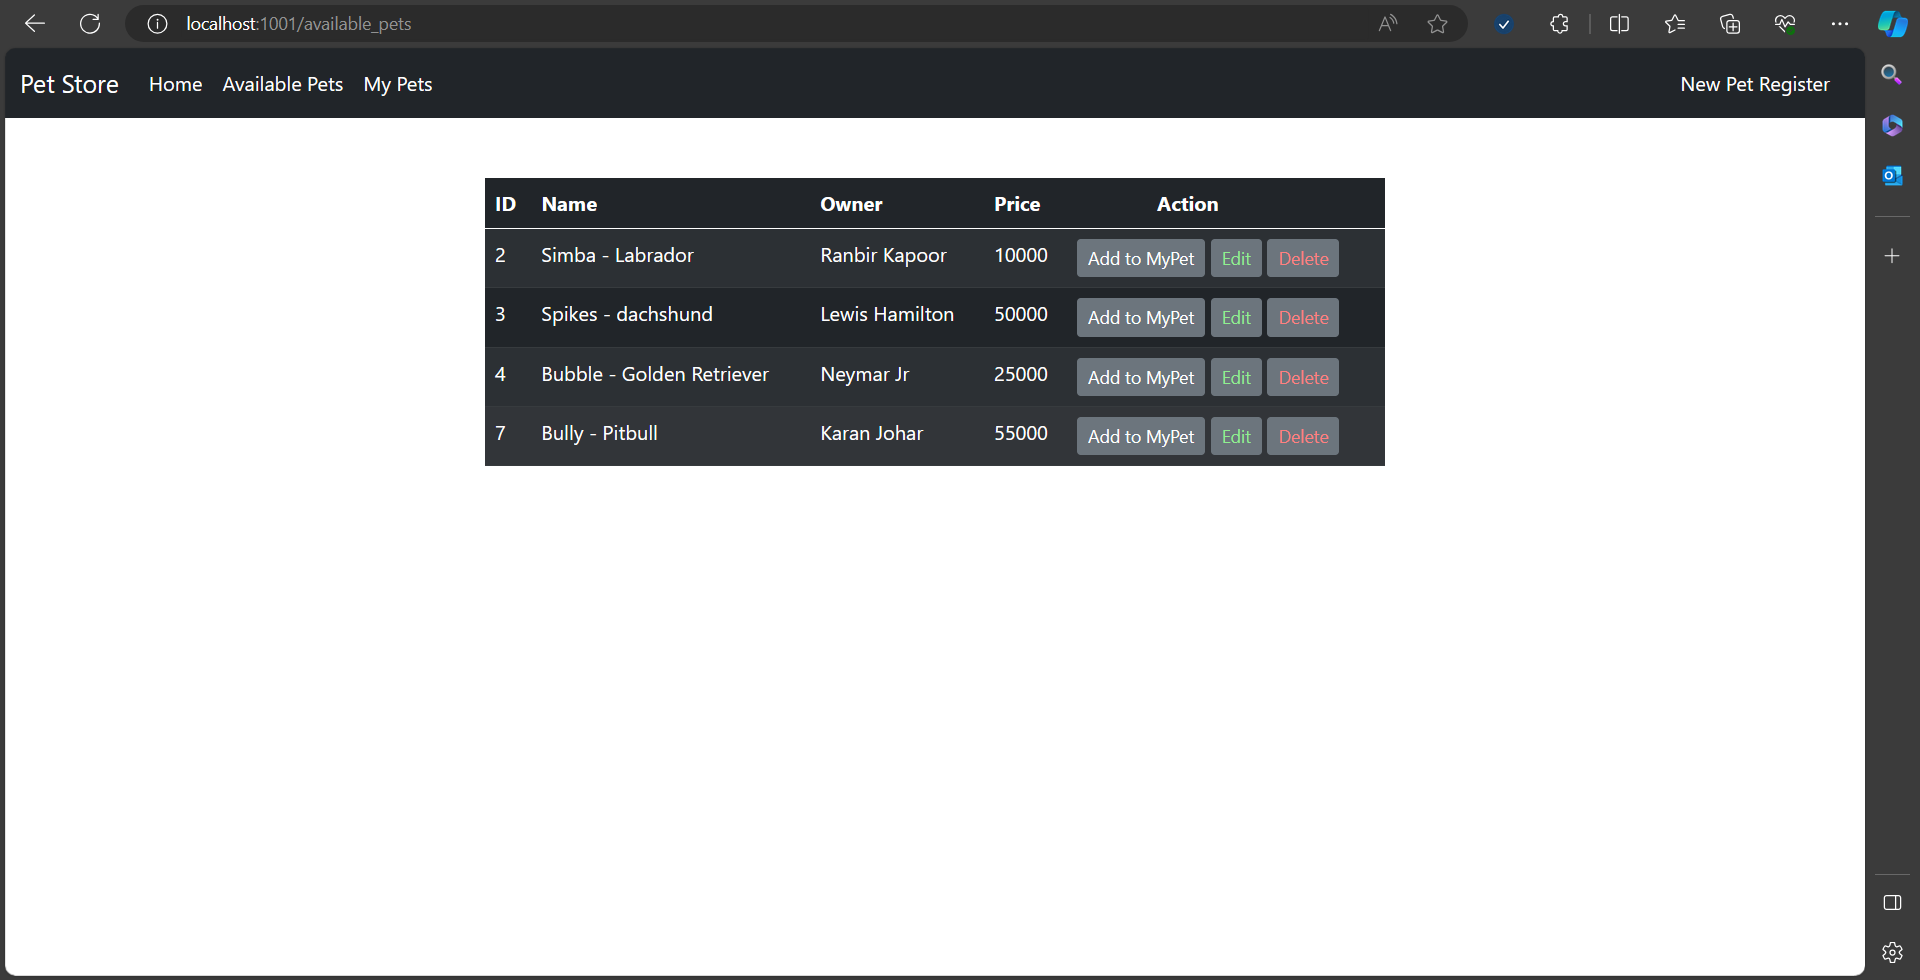 localhost:1001/available_pets
Pet Store Home Available Pets My Pets New Pet Register
ID Name Owner Price Action
2 Simba - Labrador Ranbir Kapoor 10000 Add to MyPet Edit Delete
3 Spikes - dachshund Lewis Hamilton 50000 Add to MyPet Edit Delete
4 Bubble - Golden Retriever Neymar Jr 25000 Add to MyPet Edit Delete
7 Bully - Pitbull Karan Johar 55000 Add to MyPet Edit Delete